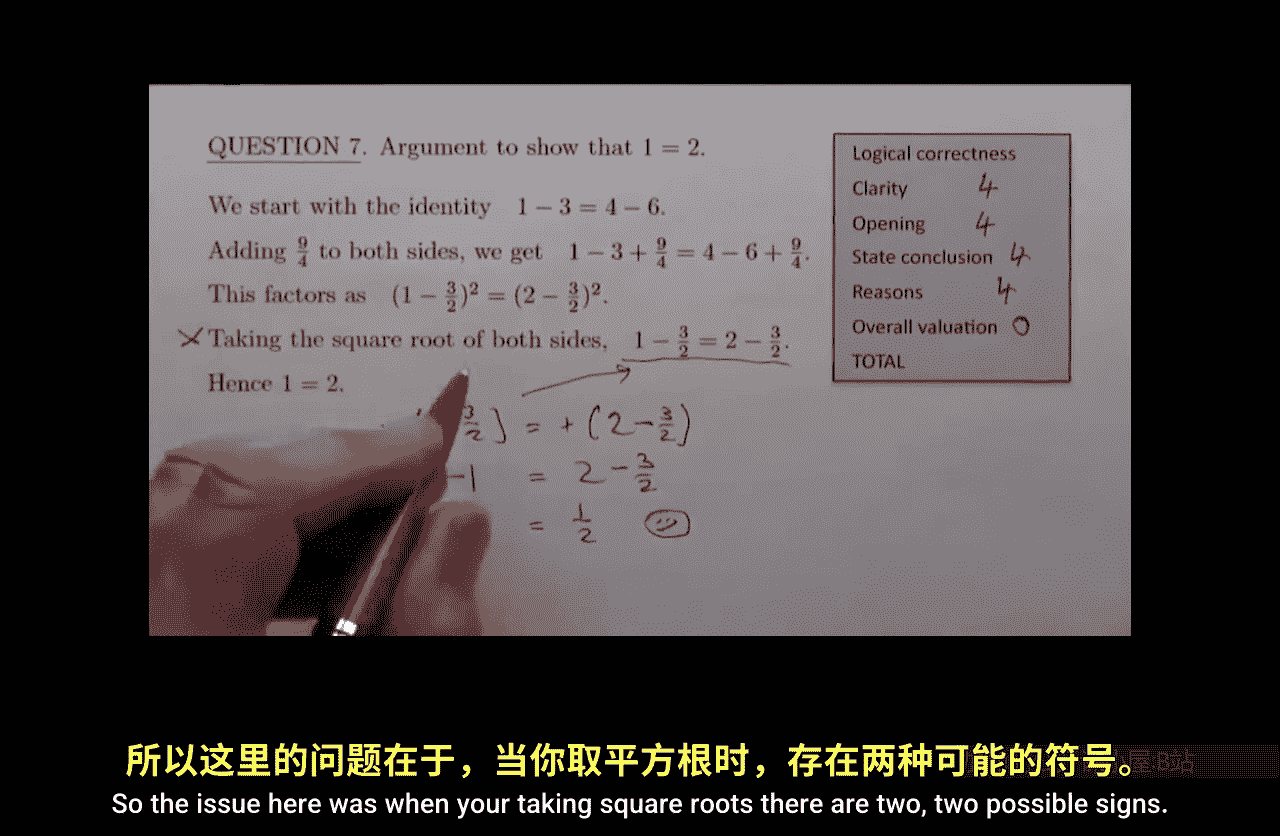 QUESTION 7. Argument to show that 1 = 2.
We start with the identity 1 − 3 = 4 − 6.
Adding 9/4 to both sides, we get 1 − 3 + 9/4 = 4 − 6 + 9/4.
This factors as (1 − 3/2)² = (2 − 3/2)².
Taking the square root of both sides, 1 − 3/2 = 2 − 3/2.
Hence 1 = 2.
3/2) = + (2 − 3/2)
−1 = 2 − 3/2
= 1/2
Logical correctness
Clarity 4
Opening 4
State conclusion 4
Reasons 4
Overall valuation 0
TOTAL
所以这里的问题在于，当你取平方根时，存在两种可能的符号。
屋B站
So the issue here was when your taking square roots there are two, two possible signs.